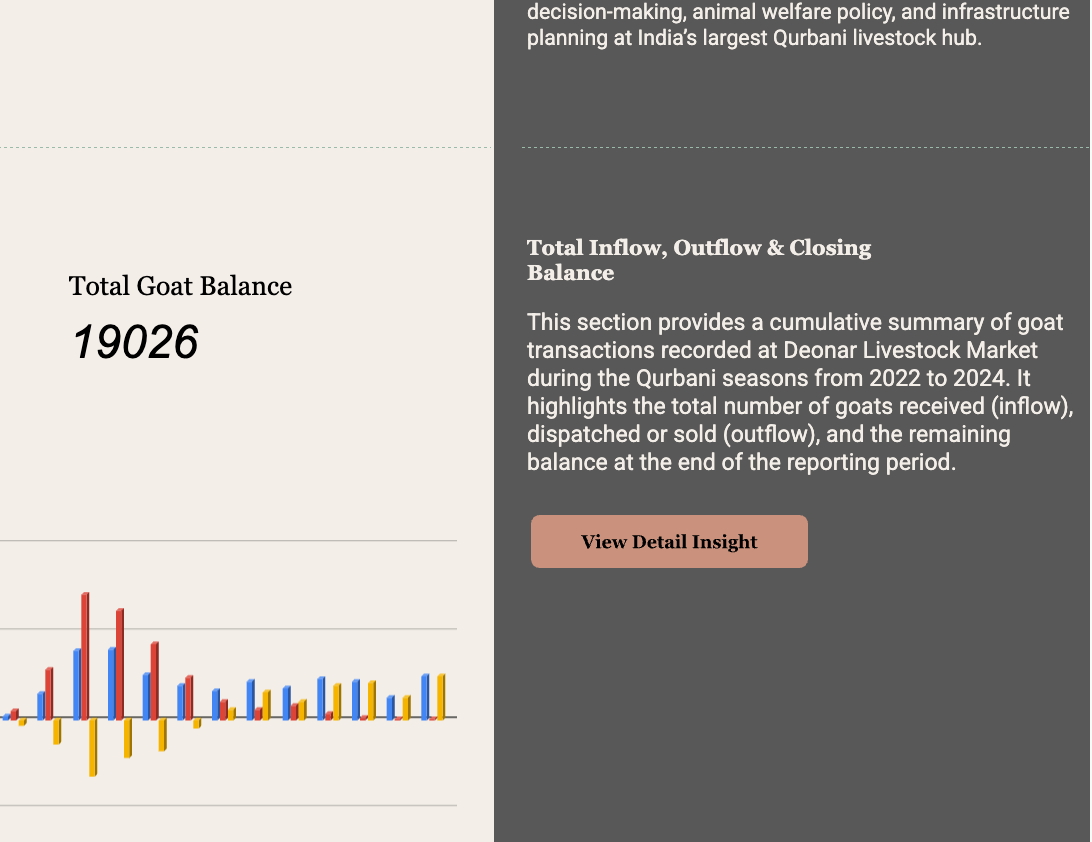 decision-making, animal welfare policy, and infrastructure
planning at India’s largest Qurbani livestock hub.
Total Goat Balance
19026
Total Inflow, Outflow & Closing
Balance
This section provides a cumulative summary of goat
transactions recorded at Deonar Livestock Market
during the Qurbani seasons from 2022 to 2024. It
highlights the total number of goats received (inflow),
dispatched or sold (outflow), and the remaining
balance at the end of the reporting period.
View Detail Insight